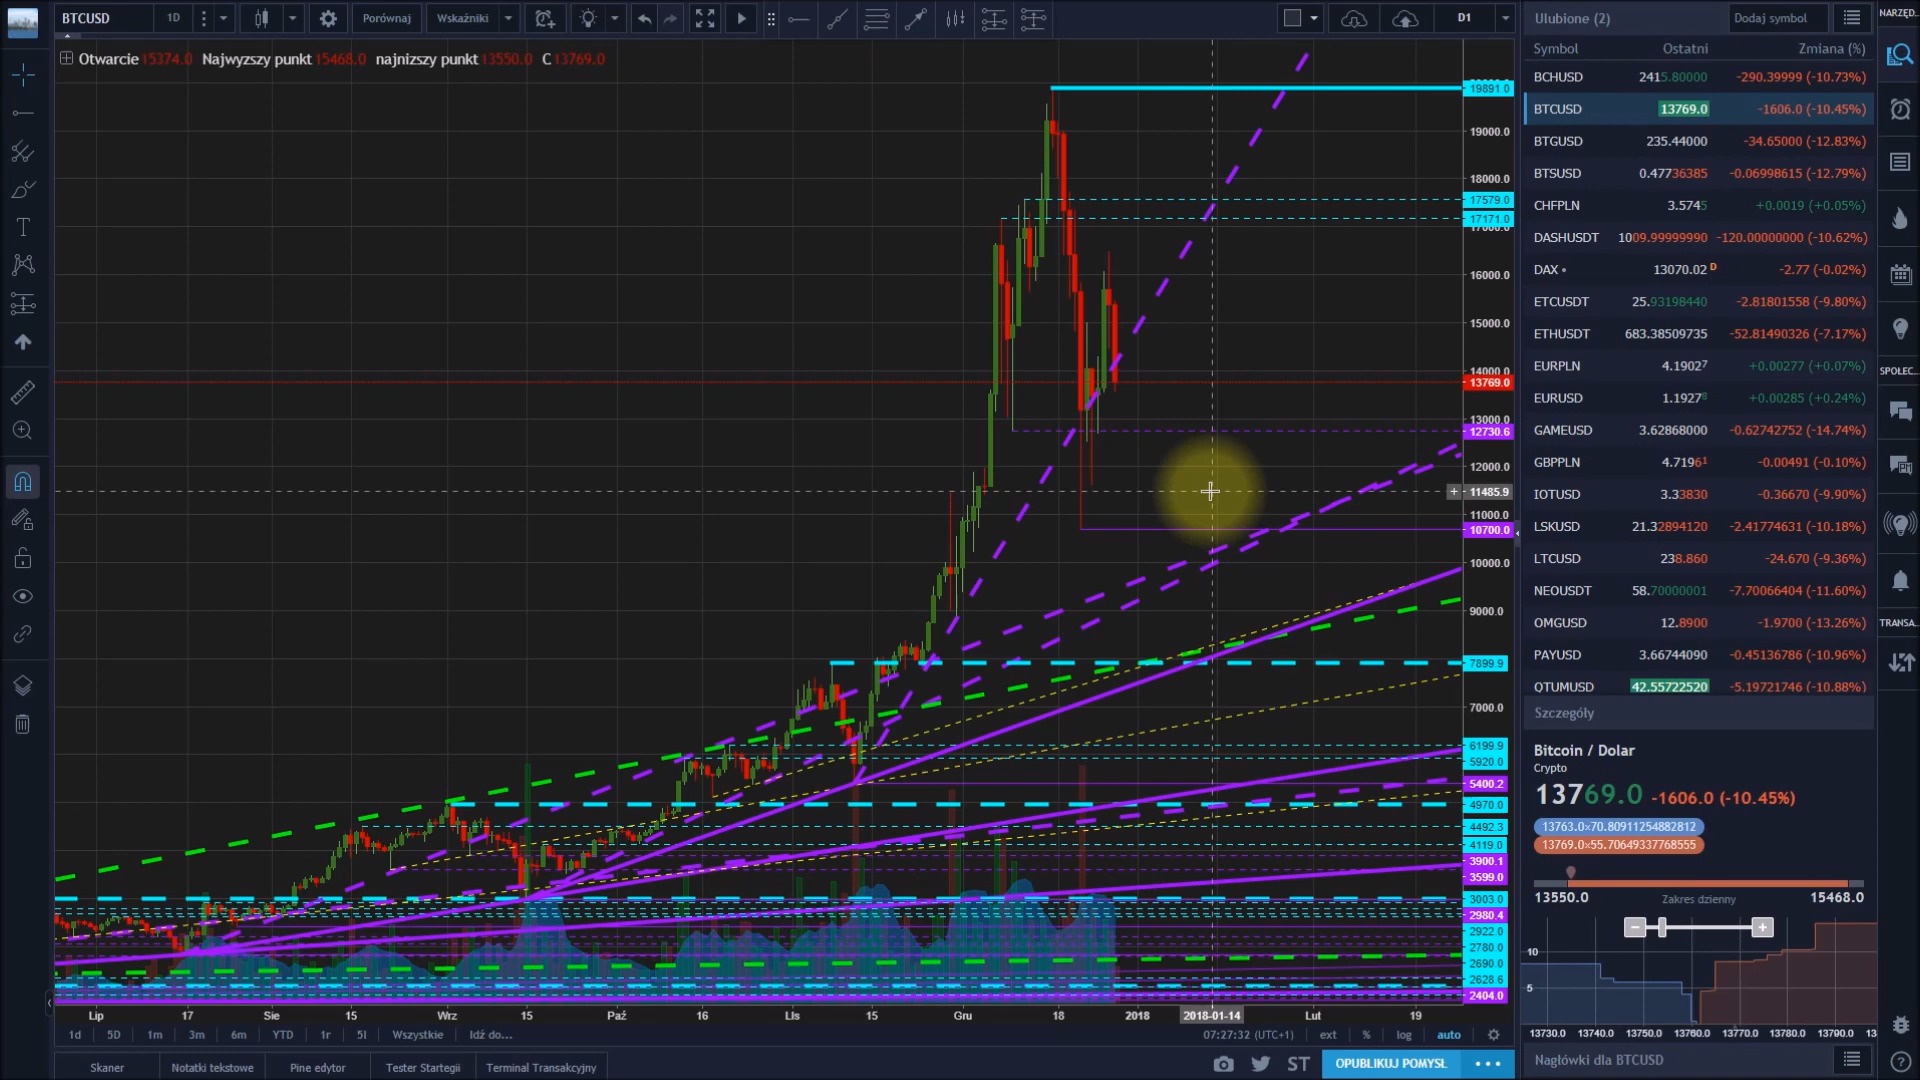 BTCUSD 1D Porównaj Wskaźniki D1
Otwarcie 15374.0 Najwyzszy punkt 15468.0 najnizszy punkt 13550.0 C 13769.0
19891.0
19000.0
18000.0
17579.0
17171.0
17000.0
16000.0
15000.0
14000.0
13769.0
13000.0
12730.6
12000.0
11485.9
11000.0
10700.0
10000.0
9000.0
7899.9
7000.0
6199.9
5920.0
5400.2
4970.0
4492.3
4119.0
3900.1
3599.0
3003.0
2980.4
2922.0
2780.0
2690.0
2628.6
2404.0
Lip 17 Sie 15 Wrz 15 Paź 16 Lis 15 Gru 18 2018 2018-01-14 Lut 19
1d 5D 1m 3m 6m YTD 1r 5l Wszystkie Idź do... 07:27:32 (UTC+1) ext % log auto
Skaner Notatki tekstowe Pine edytor Tester Startegii Terminal Transakcyjny ST OPUBLIKUJ POMYSŁ
Ulubione (2) Dodaj symbol
Symbol Ostatni Zmiana (%)
BCHUSD 2415.80000 -290.39999 (-10.73%)
BTCUSD 13769.0 -1606.0 (-10.45%)
BTGUSD 235.44000 -34.65000 (-12.83%)
BTSUSD 0.47736385 -0.06998615 (-12.79%)
CHFPLN 3.5745 +0.0019 (+0.05%)
DASHUSDT 1009.99999990 -120.00000000 (-10.62%)
DAX 13070.02 D -2.77 (-0.02%)
ETCUSDT 25.93198440 -2.81801558 (-9.80%)
ETHUSDT 683.38509735 -52.81490326 (-7.17%)
EURPLN 4.19027 +0.00277 (+0.07%)
EURUSD 1.19278 +0.00285 (+0.24%)
GAMEUSD 3.62868000 -0.62742752 (-14.74%)
GBPPLN 4.71961 -0.00491 (-0.10%)
IOTUSD 3.33830 -0.36670 (-9.90%)
LSKUSD 21.32894120 -2.41774631 (-10.18%)
LTCUSD 238.860 -24.670 (-9.36%)
NEOUSDT 58.70000001 -7.70066404 (-11.60%)
OMGUSD 12.8900 -1.9700 (-13.26%)
PAYUSD 3.66744090 -0.45136786 (-10.96%)
QTUMUSD 42.55722520 -5.19721746 (-10.88%)
Szczegóły
Bitcoin / Dolar
Crypto
13769.0 -1606.0 (-10.45%)
13763.0×70.80911254882812
13769.0×55.70649337768555
13550.0 Zakres dzienny 15468.0
10
5
13730.0 13740.0 13750.0 13760.0 13770.0 13780.0 13790.0 13
Nagłówki dla BTCUSD
NARZĘD.
SPOŁEC.
TRANSA..